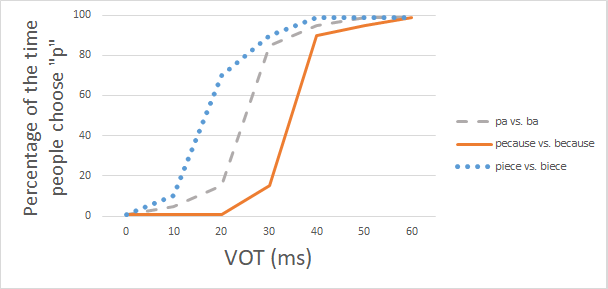 Percentage of the time
people choose "p"
100
80
60
40
20
0
0 10 20 30 40 50 60
VOT (ms)
pa vs. ba
pecause vs. because
piece vs. biece